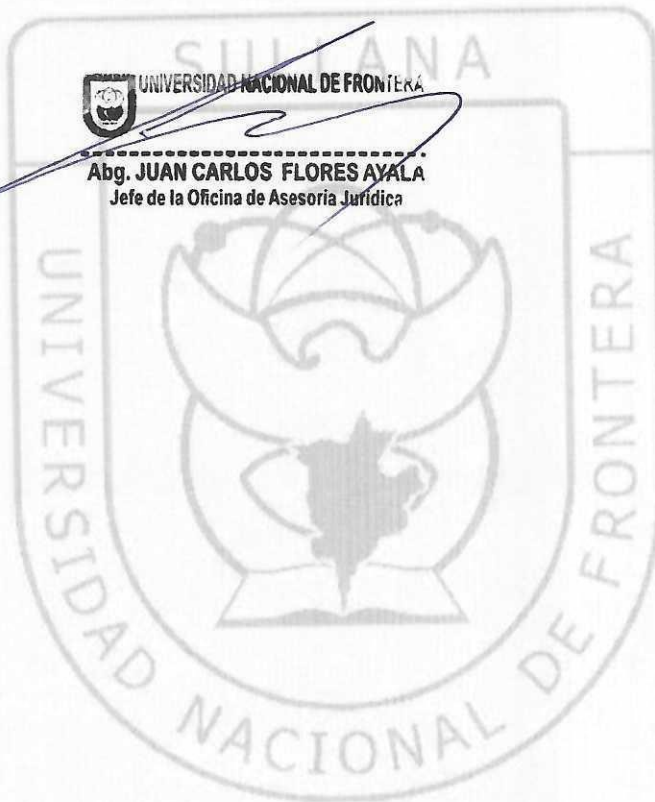 SULLANA
UNIVERSIDAD NACIONAL DE FRONTERA
Abg. JUAN CARLOS FLORES AYALA
Jefe de la Oficina de Asesoría Jurídica
UNIVERSIDAD NACIONAL DE FRONTERA